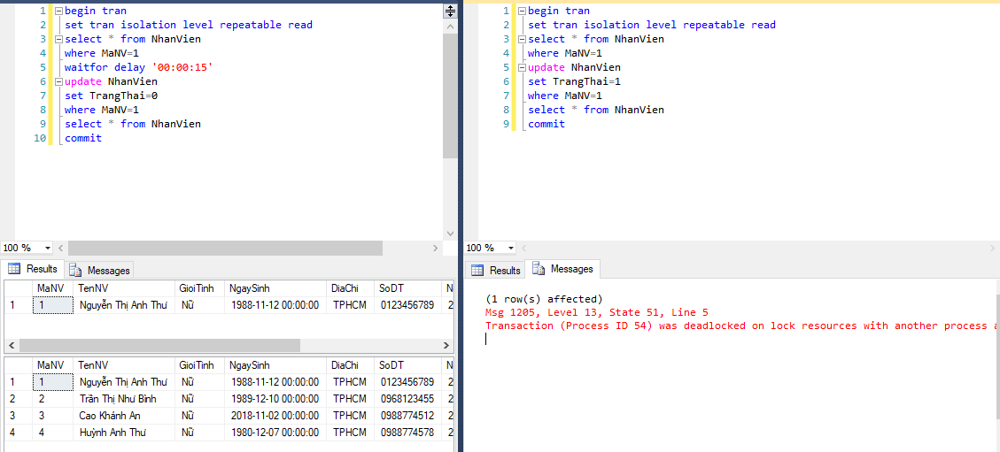 1 begin tran
2 set tran isolation level repeatable read
3 select * from NhanVien
4 where MaNV=1
5 waitfor delay '00:00:15'
6 update NhanVien
7 set TrangThai=0
8 where MaNV=1
9 select * from NhanVien
10 commit
100 %
Results Messages
MaNV TenNV GioiTinh NgaySinh DiaChi SoDT N
1 1 Nguyễn Thị Anh Thư Nữ 1988-11-12 00:00:00 TPHCM 0123456789 2
MaNV TenNV GioiTinh NgaySinh DiaChi SoDT N
1 1 Nguyễn Thị Anh Thư Nữ 1988-11-12 00:00:00 TPHCM 0123456789 2
2 2 Trần Thị Như Bình Nữ 1989-12-10 00:00:00 TPHCM 0968123455 2
3 3 Cao Khánh An Nữ 2018-11-02 00:00:00 TPHCM 0988774512 2
4 4 Huỳnh Anh Thư Nữ 1980-12-07 00:00:00 TPHCM 0988774578 2
1 begin tran
2 set tran isolation level repeatable read
3 select * from NhanVien
4 where MaNV=1
5 update NhanVien
6 set TrangThai=1
7 where MaNV=1
8 select * from NhanVien
9 commit
100 %
Results Messages
(1 row(s) affected)
Msg 1205, Level 13, State 51, Line 5
Transaction (Process ID 54) was deadlocked on lock resources with another process a